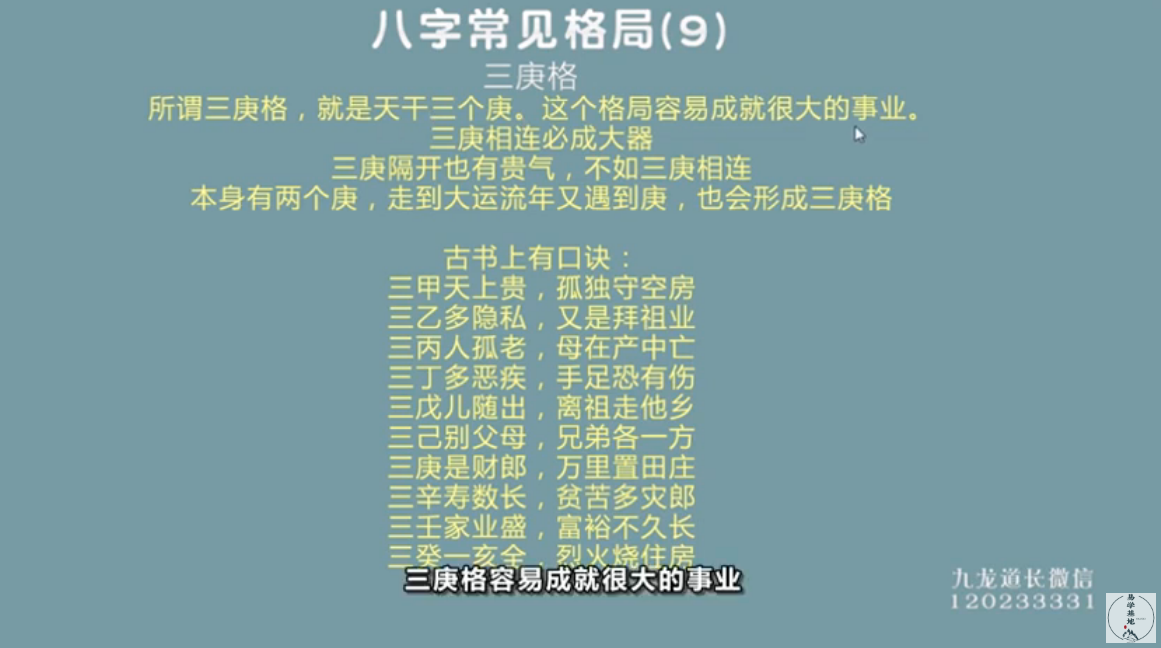 八字常见格局(9)
三庚格
所谓三庚格，就是天干三个庚。这个格局容易成就很大的事业。
三庚相连必成大器
三庚隔开也有贵气，不如三庚相连
本身有两个庚，走到大运流年又遇到庚，也会形成三庚格
古书上有口诀：
三甲天上贵，孤独守空房
三乙多隐私，又是拜祖业
三丙人孤老，母在产中亡
三丁多恶疾，手足恐有伤
三戊儿随出，离祖走他乡
三己别父母，兄弟各一方
三庚是财郎，万里置田庄
三辛寿数长，贫苦多灾郎
三壬家业盛，富裕不久长
三癸一亥全，烈火烧住房
三庚格容易成就很大的事业
九龙道长微信
120233331
易学基地